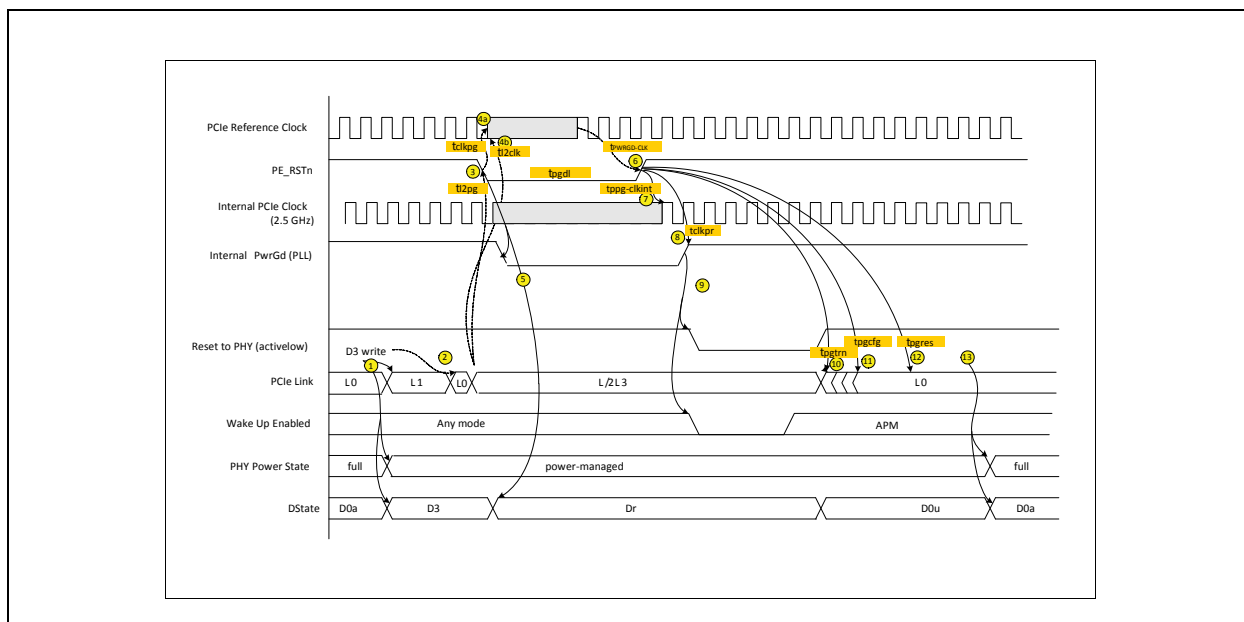 4a
PCIe Reference Clock
4b
tclkpg
tl2clk
tPWRGD-CLK
6
PE_RSTn
3
tpgdl
tl2pg
tppg-clkint
7
Internal PCIe Clock
(2.5 GHz)
tclkpr
8
Internal PwrGd (PLL)
5
9
Reset to PHY (activelow)
D3 write
2
tpgtrn
tpgcfg
tpgres
1
10
11
12
13
PCIe Link
L0
L1
L0
L/2L3
L0
Wake Up Enabled
Any mode
APM
PHY Power State
full
power-managed
full
DState
D0a
D3
Dr
D0u
D0a